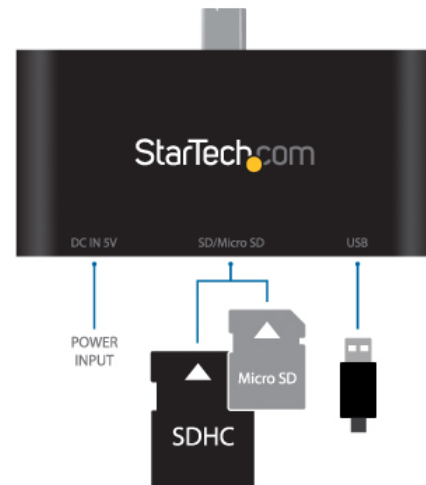 StarTech.com
DC IN 5V SD/Micro SD USB
POWER
INPUT
Micro SD
SDHC